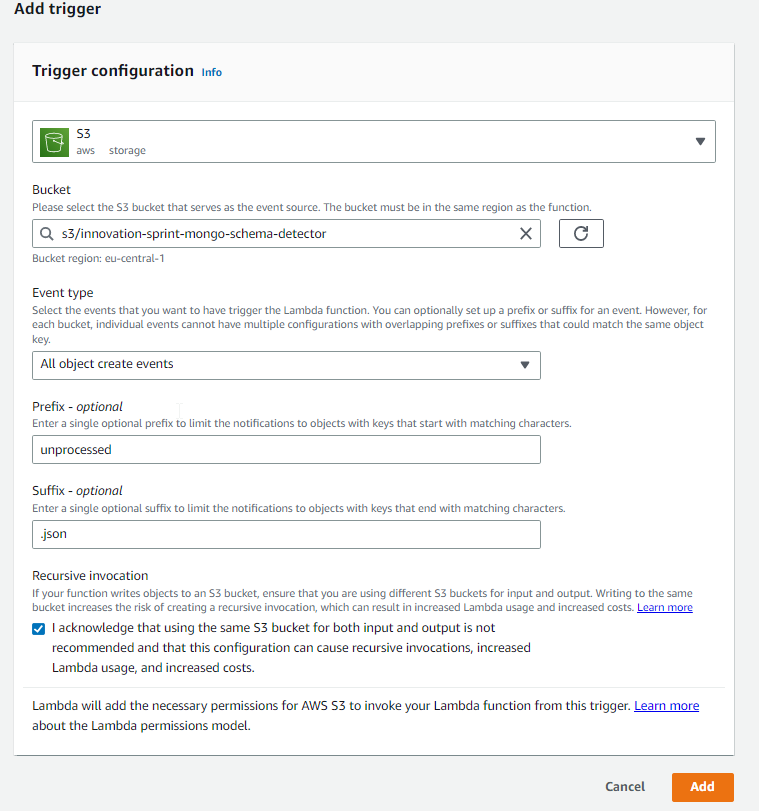 Add trigger
Trigger configuration Info
S3
aws storage
Bucket
Please select the S3 bucket that serves as the event source. The bucket must be in the same region as the function.
s3/innovation-sprint-mongo-schema-detector
Bucket region: eu-central-1
Event type
Select the events that you want to have trigger the Lambda function. You can optionally set up a prefix or suffix for an event. However, for
each bucket, individual events cannot have multiple configurations with overlapping prefixes or suffixes that could match the same object
key.
All object create events
Prefix - optional
Enter a single optional prefix to limit the notifications to objects with keys that start with matching characters.
unprocessed
Suffix - optional
Enter a single optional suffix to limit the notifications to objects with keys that end with matching characters.
.json
Recursive invocation
If your function writes objects to an S3 bucket, ensure that you are using different S3 buckets for input and output. Writing to the same
bucket increases the risk of creating a recursive invocation, which can result in increased Lambda usage and increased costs. Learn more
I acknowledge that using the same S3 bucket for both input and output is not
recommended and that this configuration can cause recursive invocations, increased
Lambda usage, and increased costs.
Lambda will add the necessary permissions for AWS S3 to invoke your Lambda function from this trigger. Learn more
about the Lambda permissions model.
Cancel Add